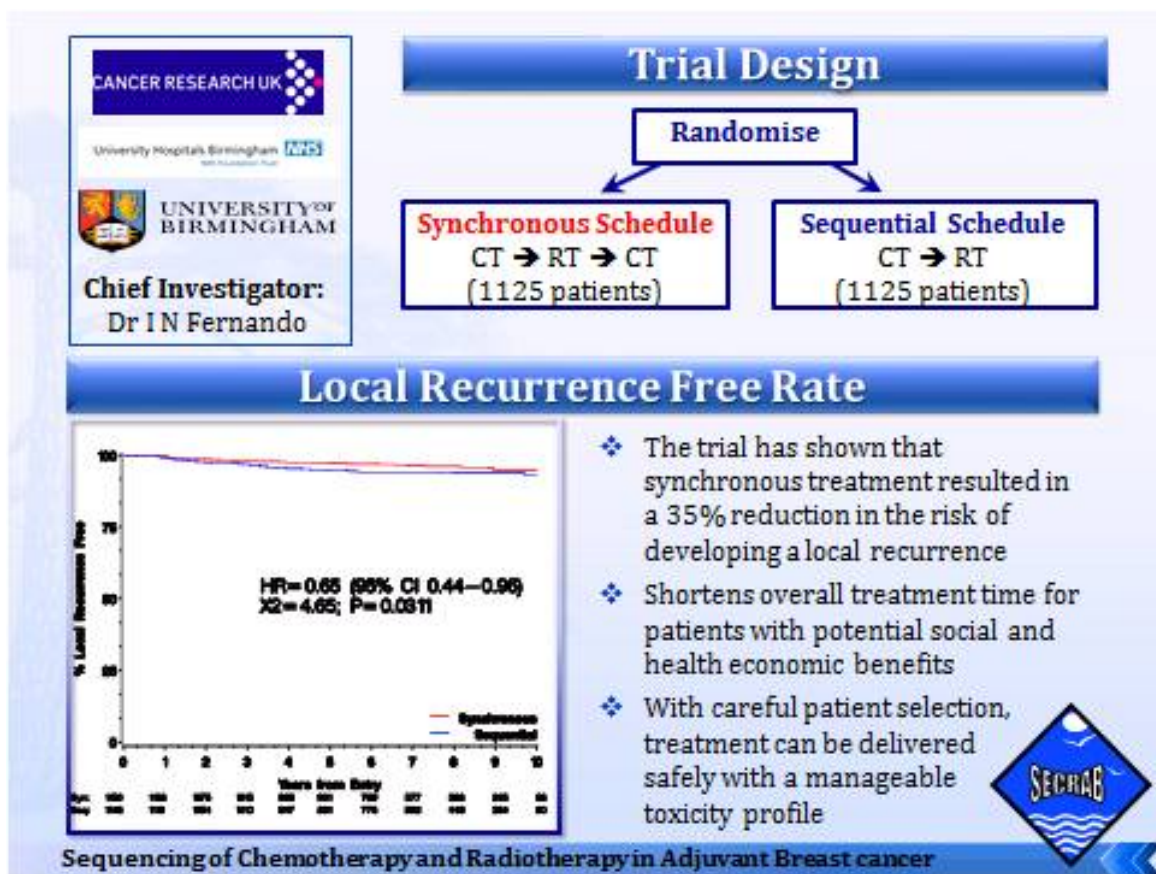 CANCER RESEARCH UK
University Hospitals Birmingham NHS
UNIVERSITY OF
BIRMINGHAM
Chief Investigator:
Dr I N Fernando
Trial Design
Randomise
Synchronous Schedule
CT ➔ RT ➔ CT
(1125 patients)
Sequential Schedule
CT ➔ RT
(1125 patients)
Local Recurrence Free Rate
% Local Recurrence Free
100
75
50
25
0
HR=0.65 (95% CI 0.44–0.96)
X2=4.65; P=0.0311
Synchronous
Sequential
0 1 2 3 4 5 6 7 8 9 10
Years from Entry
❖ The trial has shown that
synchronous treatment resulted in
a 35% reduction in the risk of
developing a local recurrence
❖ Shortens overall treatment time for
patients with potential social and
health economic benefits
❖ With careful patient selection,
treatment can be delivered
safely with a manageable
toxicity profile
SECRAB
Sequencing of Chemotherapy and Radiotherapy in Adjuvant Breast cancer